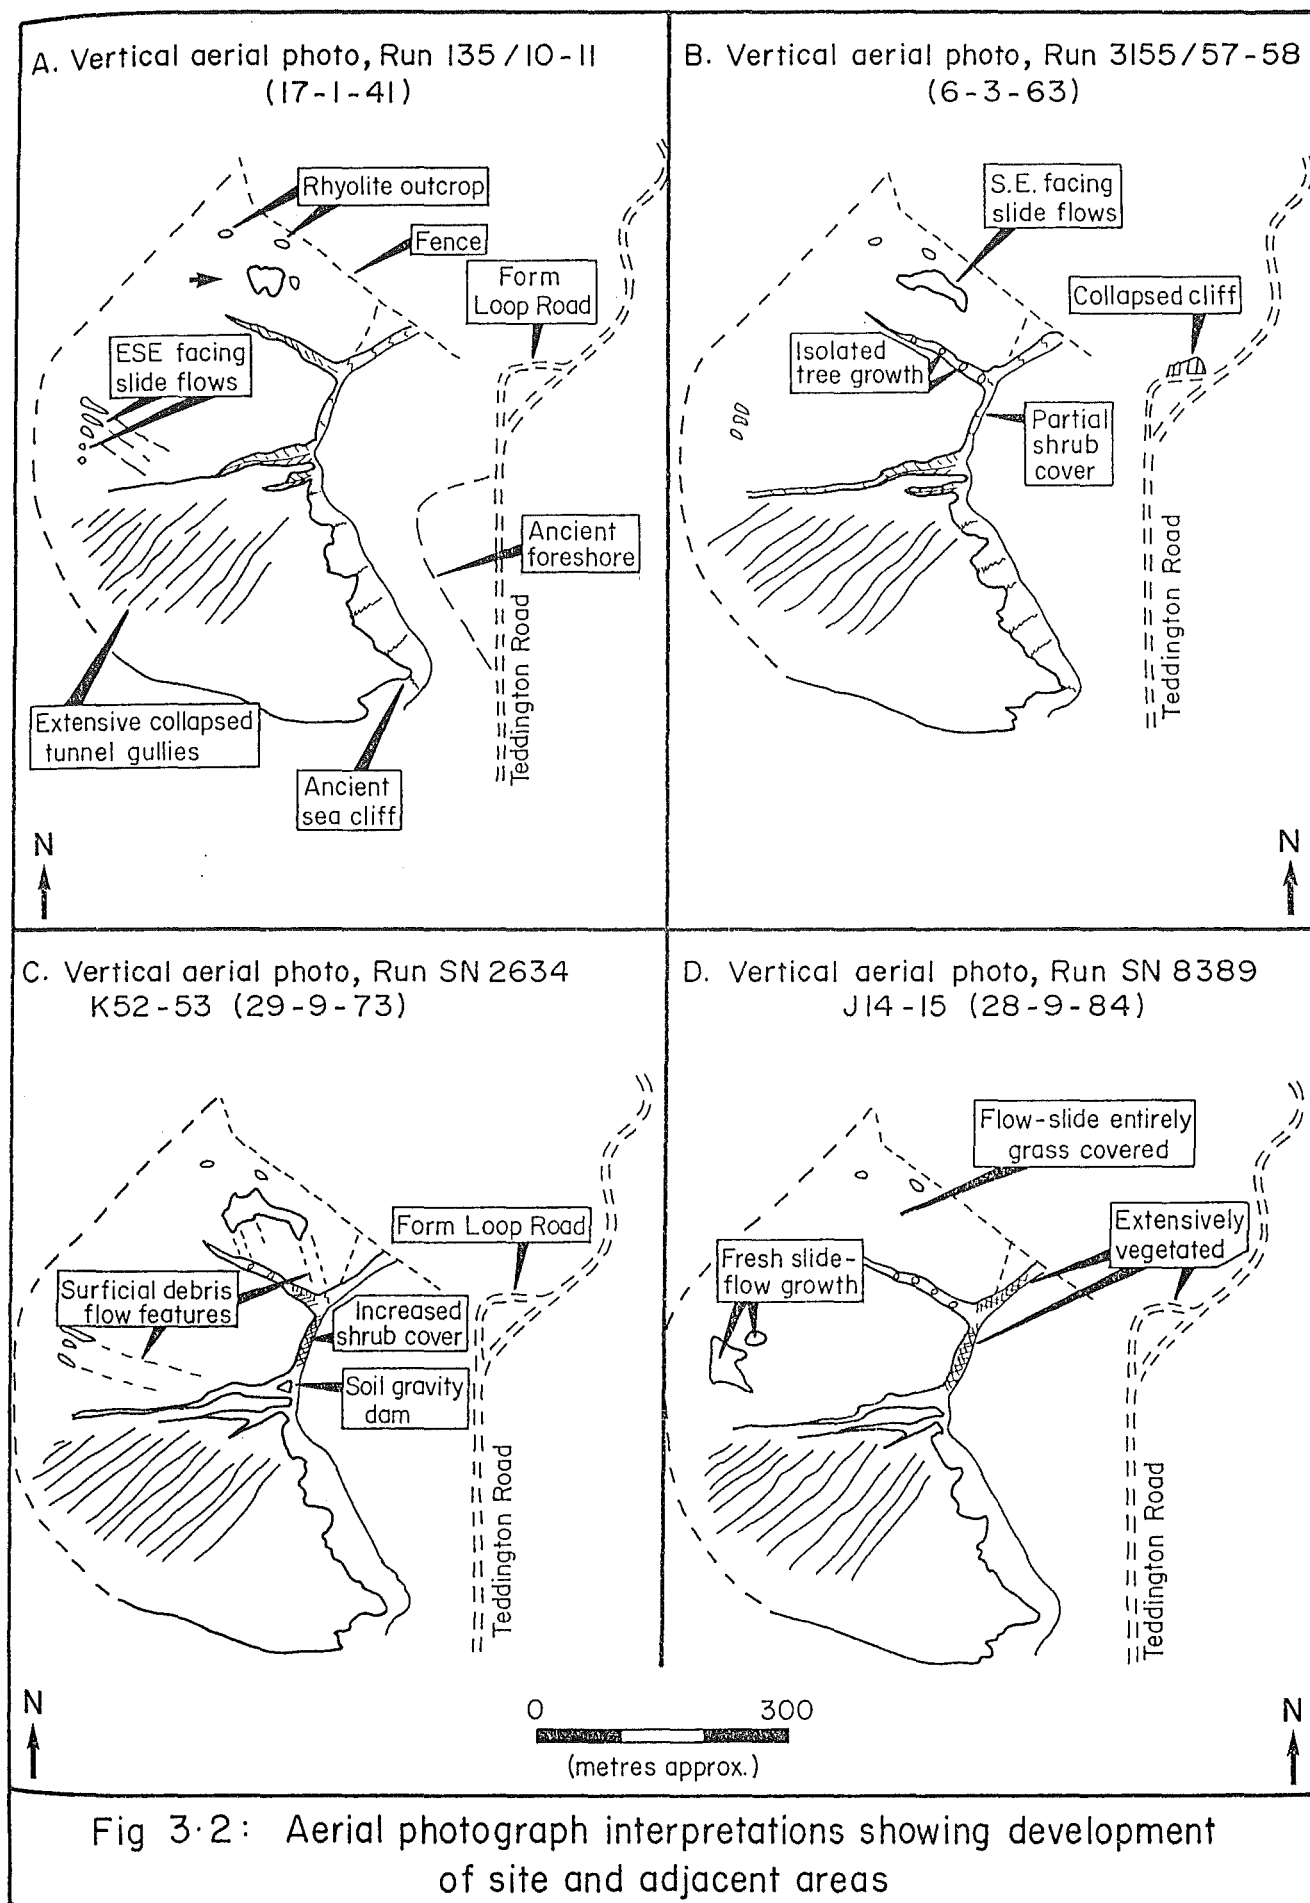 A. Vertical aerial photo, Run 135/10-11
(17-1-41)
Rhyolite outcrop
Fence
Form
Loop Road
ESE facing
slide flows
Ancient
foreshore
Extensive collapsed
tunnel gullies
Ancient
sea cliff
Teddington Road
N
B. Vertical aerial photo, Run 3155/57-58
(6-3-63)
S.E. facing
slide flows
Collapsed cliff
Isolated
tree growth
Partial
shrub
cover
Teddington Road
N
C. Vertical aerial photo, Run SN 2634
K52-53 (29-9-73)
Form Loop Road
Surficial debris
flow features
Increased
shrub cover
Soil gravity
dam
Teddington Road
N
D. Vertical aerial photo, Run SN 8389
J14-15 (28-9-84)
Flow-slide entirely
grass covered
Extensively
vegetated
Fresh slide-
flow growth
Teddington Road
N
0 300
(metres approx.)
Fig 3·2: Aerial photograph interpretations showing development
of site and adjacent areas